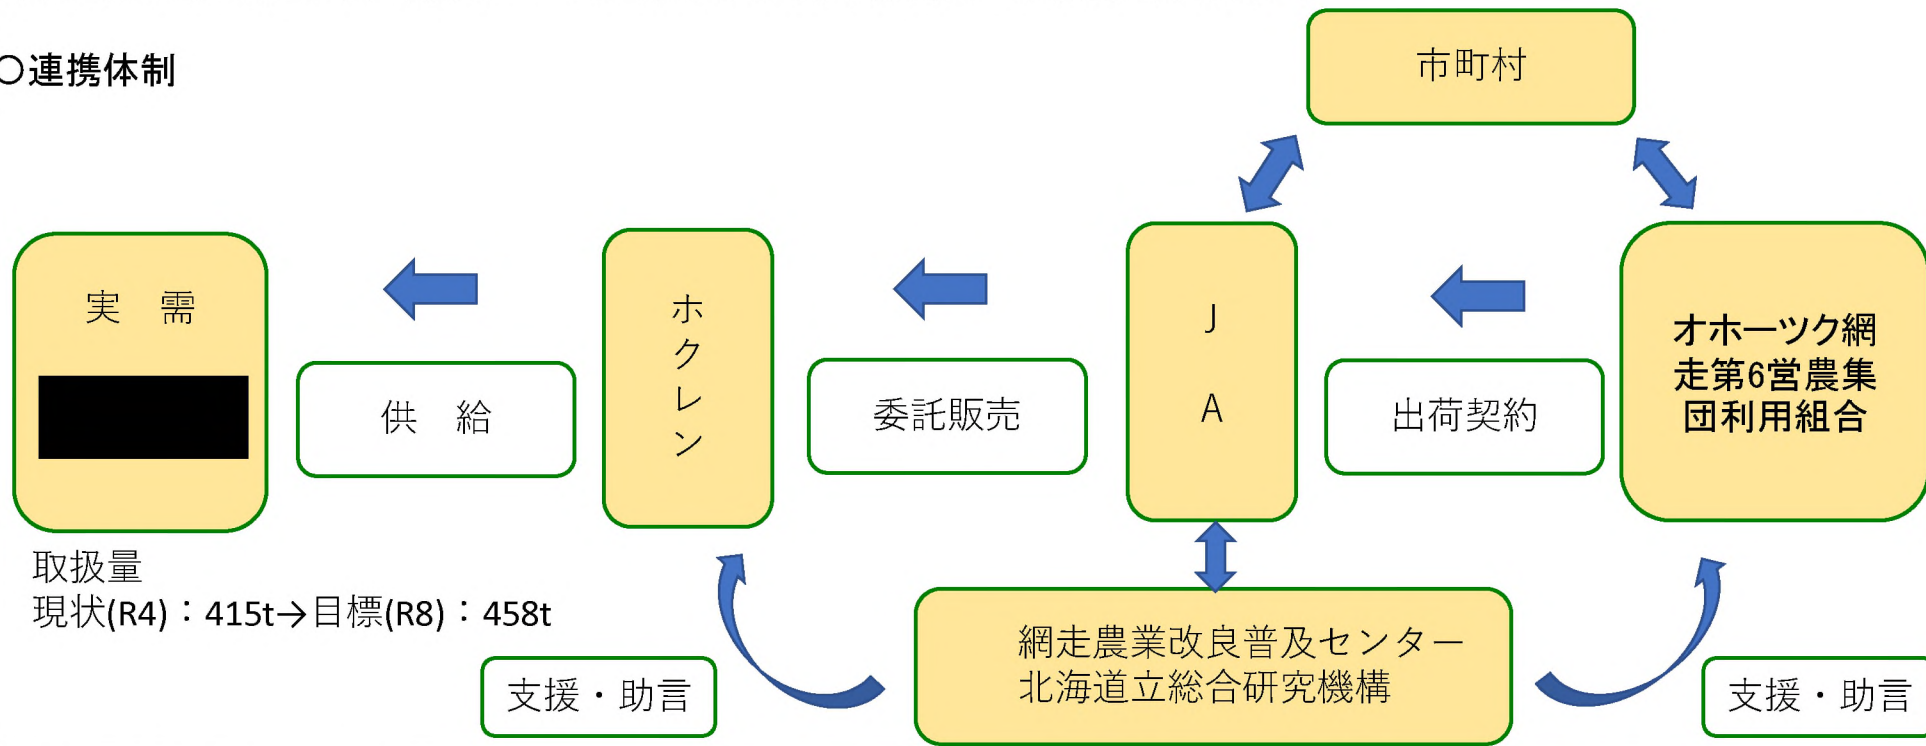 ○連携体制
市町村
実　需
供　給
ホクレン
委託販売
J
A
出荷契約
オホーツク網
走第6営農集
団利用組合
取扱量
現状(R4)：415t→目標(R8)：458t
支援・助言
網走農業改良普及センター
北海道立総合研究機構
支援・助言